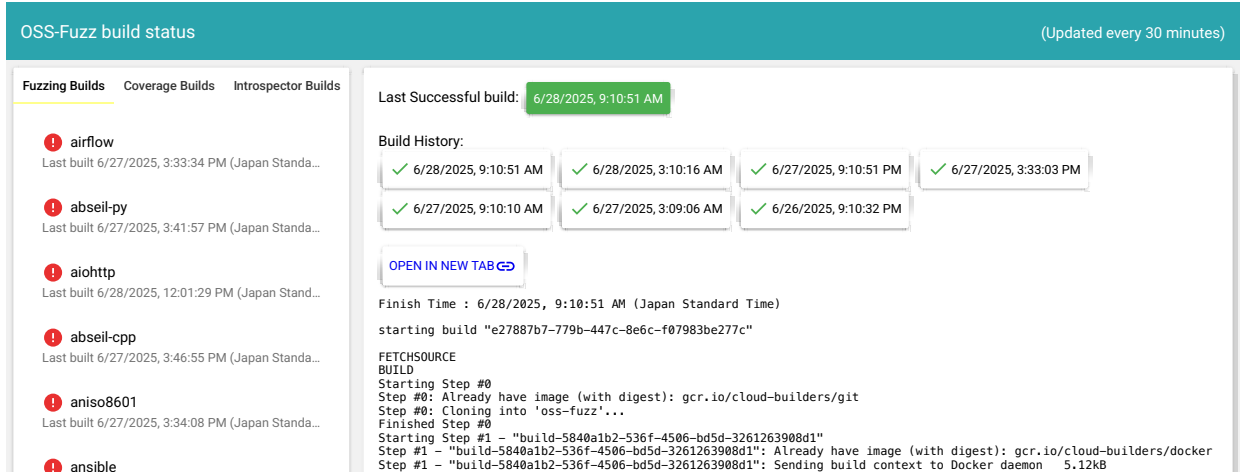 OSS-Fuzz build status
(Updated every 30 minutes)
Fuzzing Builds Coverage Builds Introspector Builds
airflow
Last built 6/27/2025, 3:33:34 PM (Japan Standa...
abseil-py
Last built 6/27/2025, 3:41:57 PM (Japan Standa...
aiohttp
Last built 6/28/2025, 12:01:29 PM (Japan Stand...
abseil-cpp
Last built 6/27/2025, 3:46:55 PM (Japan Standa...
aniso8601
Last built 6/27/2025, 3:34:08 PM (Japan Standa...
ansible
Last Successful build: 6/28/2025, 9:10:51 AM
Build History:
6/28/2025, 9:10:51 AM 6/28/2025, 3:10:16 AM 6/27/2025, 9:10:51 PM 6/27/2025, 3:33:03 PM
6/27/2025, 9:10:10 AM 6/27/2025, 3:09:06 AM 6/26/2025, 9:10:32 PM
OPEN IN NEW TAB
Finish Time : 6/28/2025, 9:10:51 AM (Japan Standard Time)
starting build "e27887b7-779b-447c-8e6c-f07983be277c"
FETCHSOURCE
BUILD
Starting Step #0
Step #0: Already have image (with digest): gcr.io/cloud-builders/git
Step #0: Cloning into 'oss-fuzz'...
Finished Step #0
Starting Step #1 - "build-5840a1b2-536f-4506-bd5d-3261263908d1"
Step #1 - "build-5840a1b2-536f-4506-bd5d-3261263908d1": Already have image (with digest): gcr.io/cloud-builders/docker
Step #1 - "build-5840a1b2-536f-4506-bd5d-3261263908d1": Sending build context to Docker daemon 5.12kB